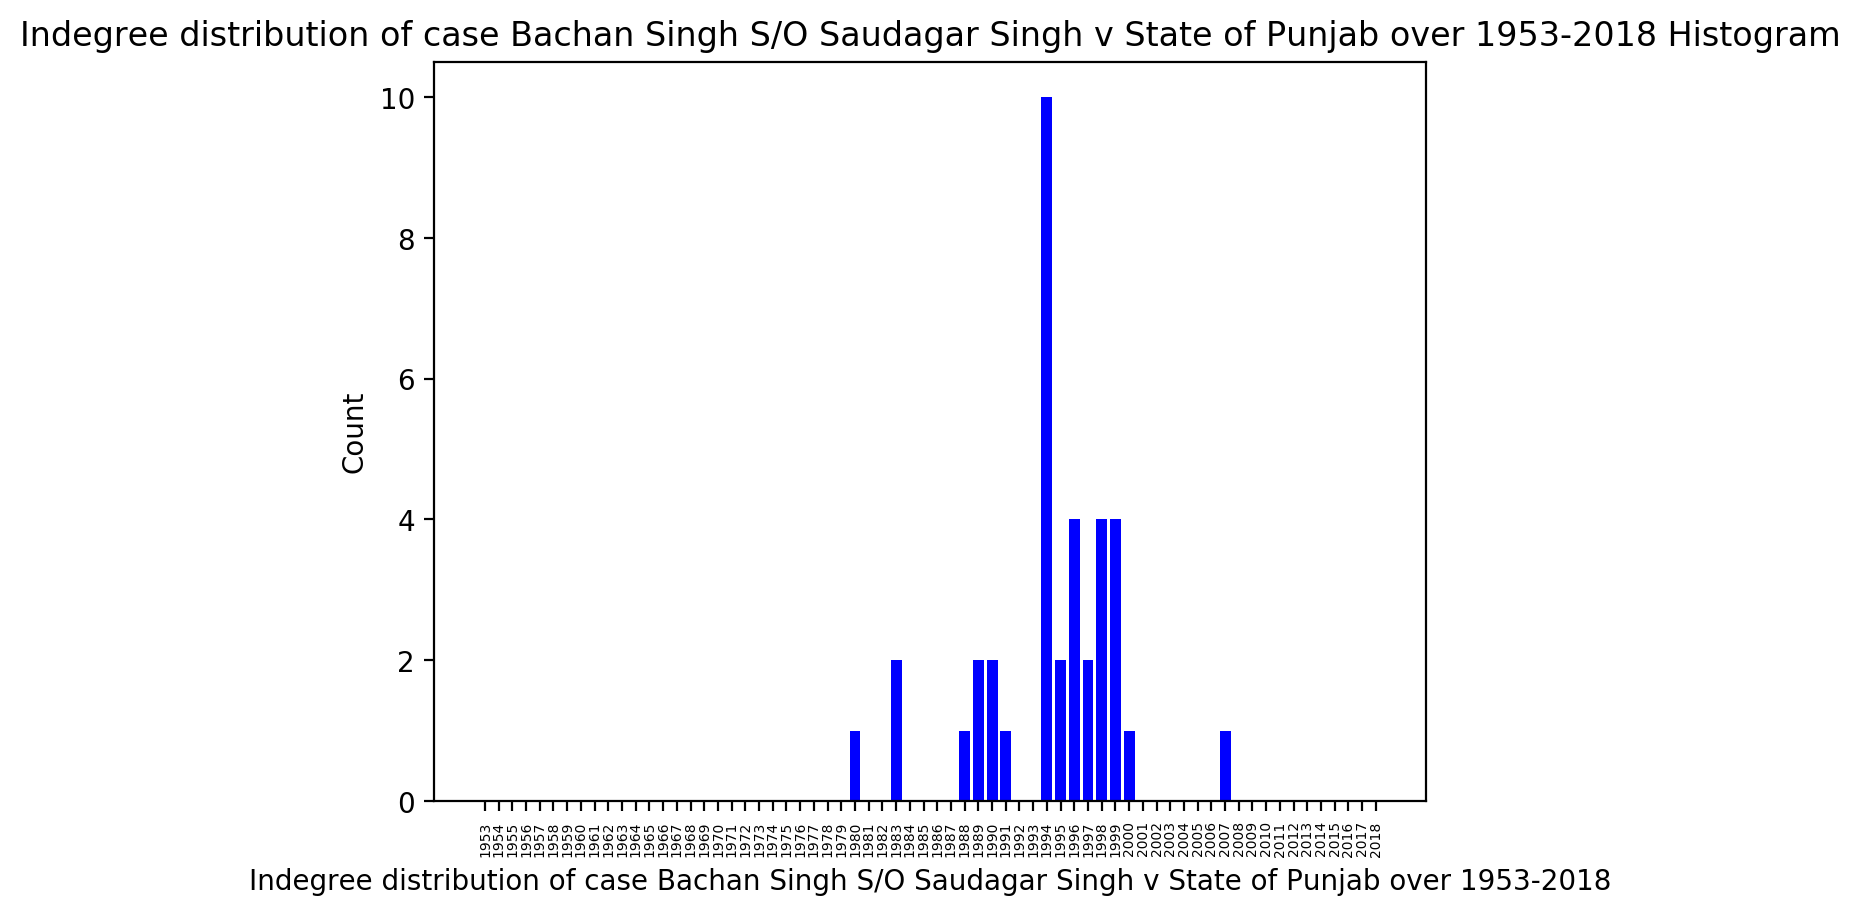 Indegree distribution of case Bachan Singh S/O Saudagar Singh v State of Punjab over 1953-2018 Histogram
10
8
6
4
2
0
Count
1953 1954 1955 1956 1957 1958 1959 1960 1961 1962 1963 1964 1965 1966 1967 1968 1969 1970 1971 1972 1973 1974 1975 1976 1977 1978 1979 1980 1981 1982 1983 1984 1985 1986 1987 1988 1989 1990 1991 1992 1993 1994 1995 1996 1997 1998 1999 2000 2001 2002 2003 2004 2005 2006 2007 2008 2009 2010 2011 2012 2013 2014 2015 2016 2017 2018
Indegree distribution of case Bachan Singh S/O Saudagar Singh v State of Punjab over 1953-2018